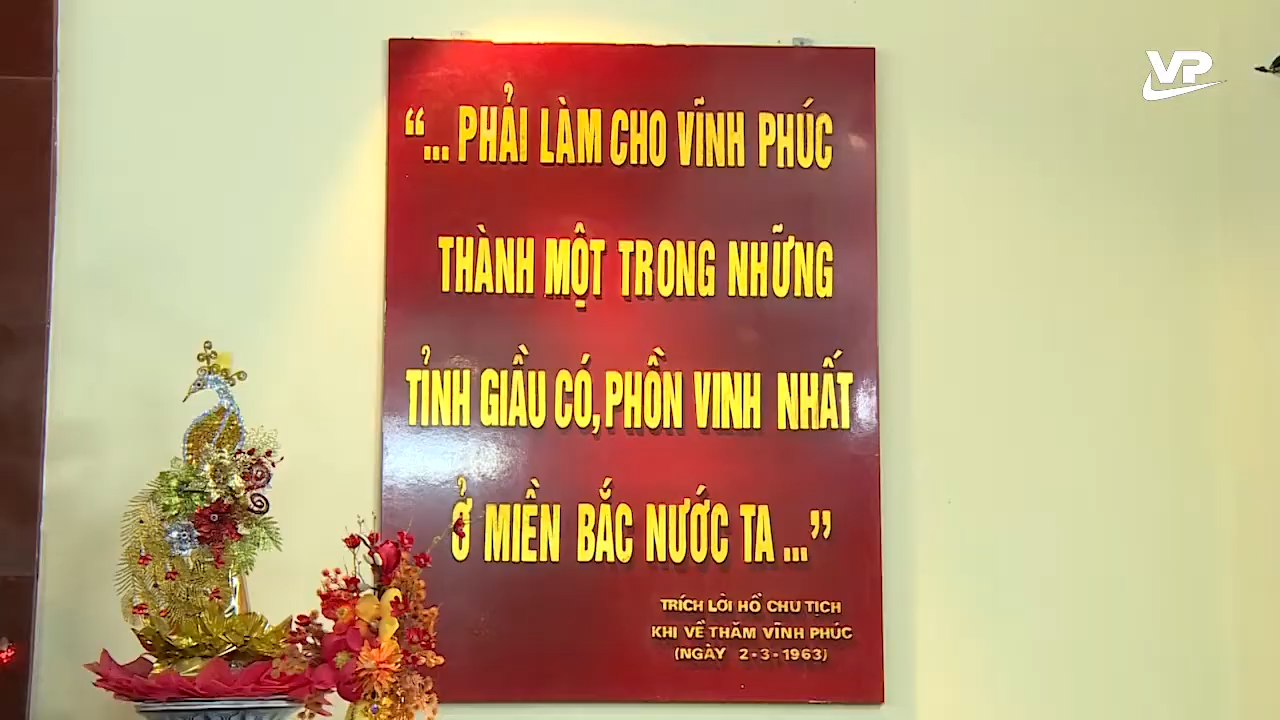 VP
“... PHẢI LÀM CHO VĨNH PHÚC
THÀNH MỘT TRONG NHỮNG
TỈNH GIẦU CÓ, PHỒN VINH NHẤT
Ở MIỀN BẮC NƯỚC TA ...”
TRÍCH LỜI HỒ CHU TỊCH
KHI VỀ THĂM VĨNH PHÚC
(NGÀY 2-3-1963)